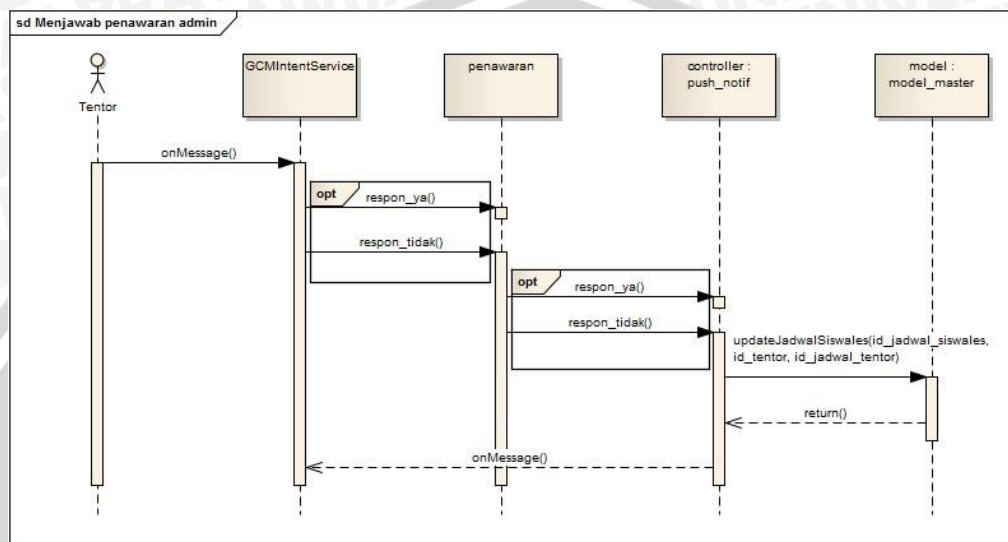 sd Menjawab penawaran admin
Tentor
GCMIntentService
penawaran
controller :
push_notif
model :
model_master
onMessage()
opt
respon_ya()
respon_tidak()
opt
respon_ya()
respon_tidak()
updateJadwalSiswales(id_jadwal_siswales,
id_tentor, id_jadwal_tentor)
return()
onMessage()